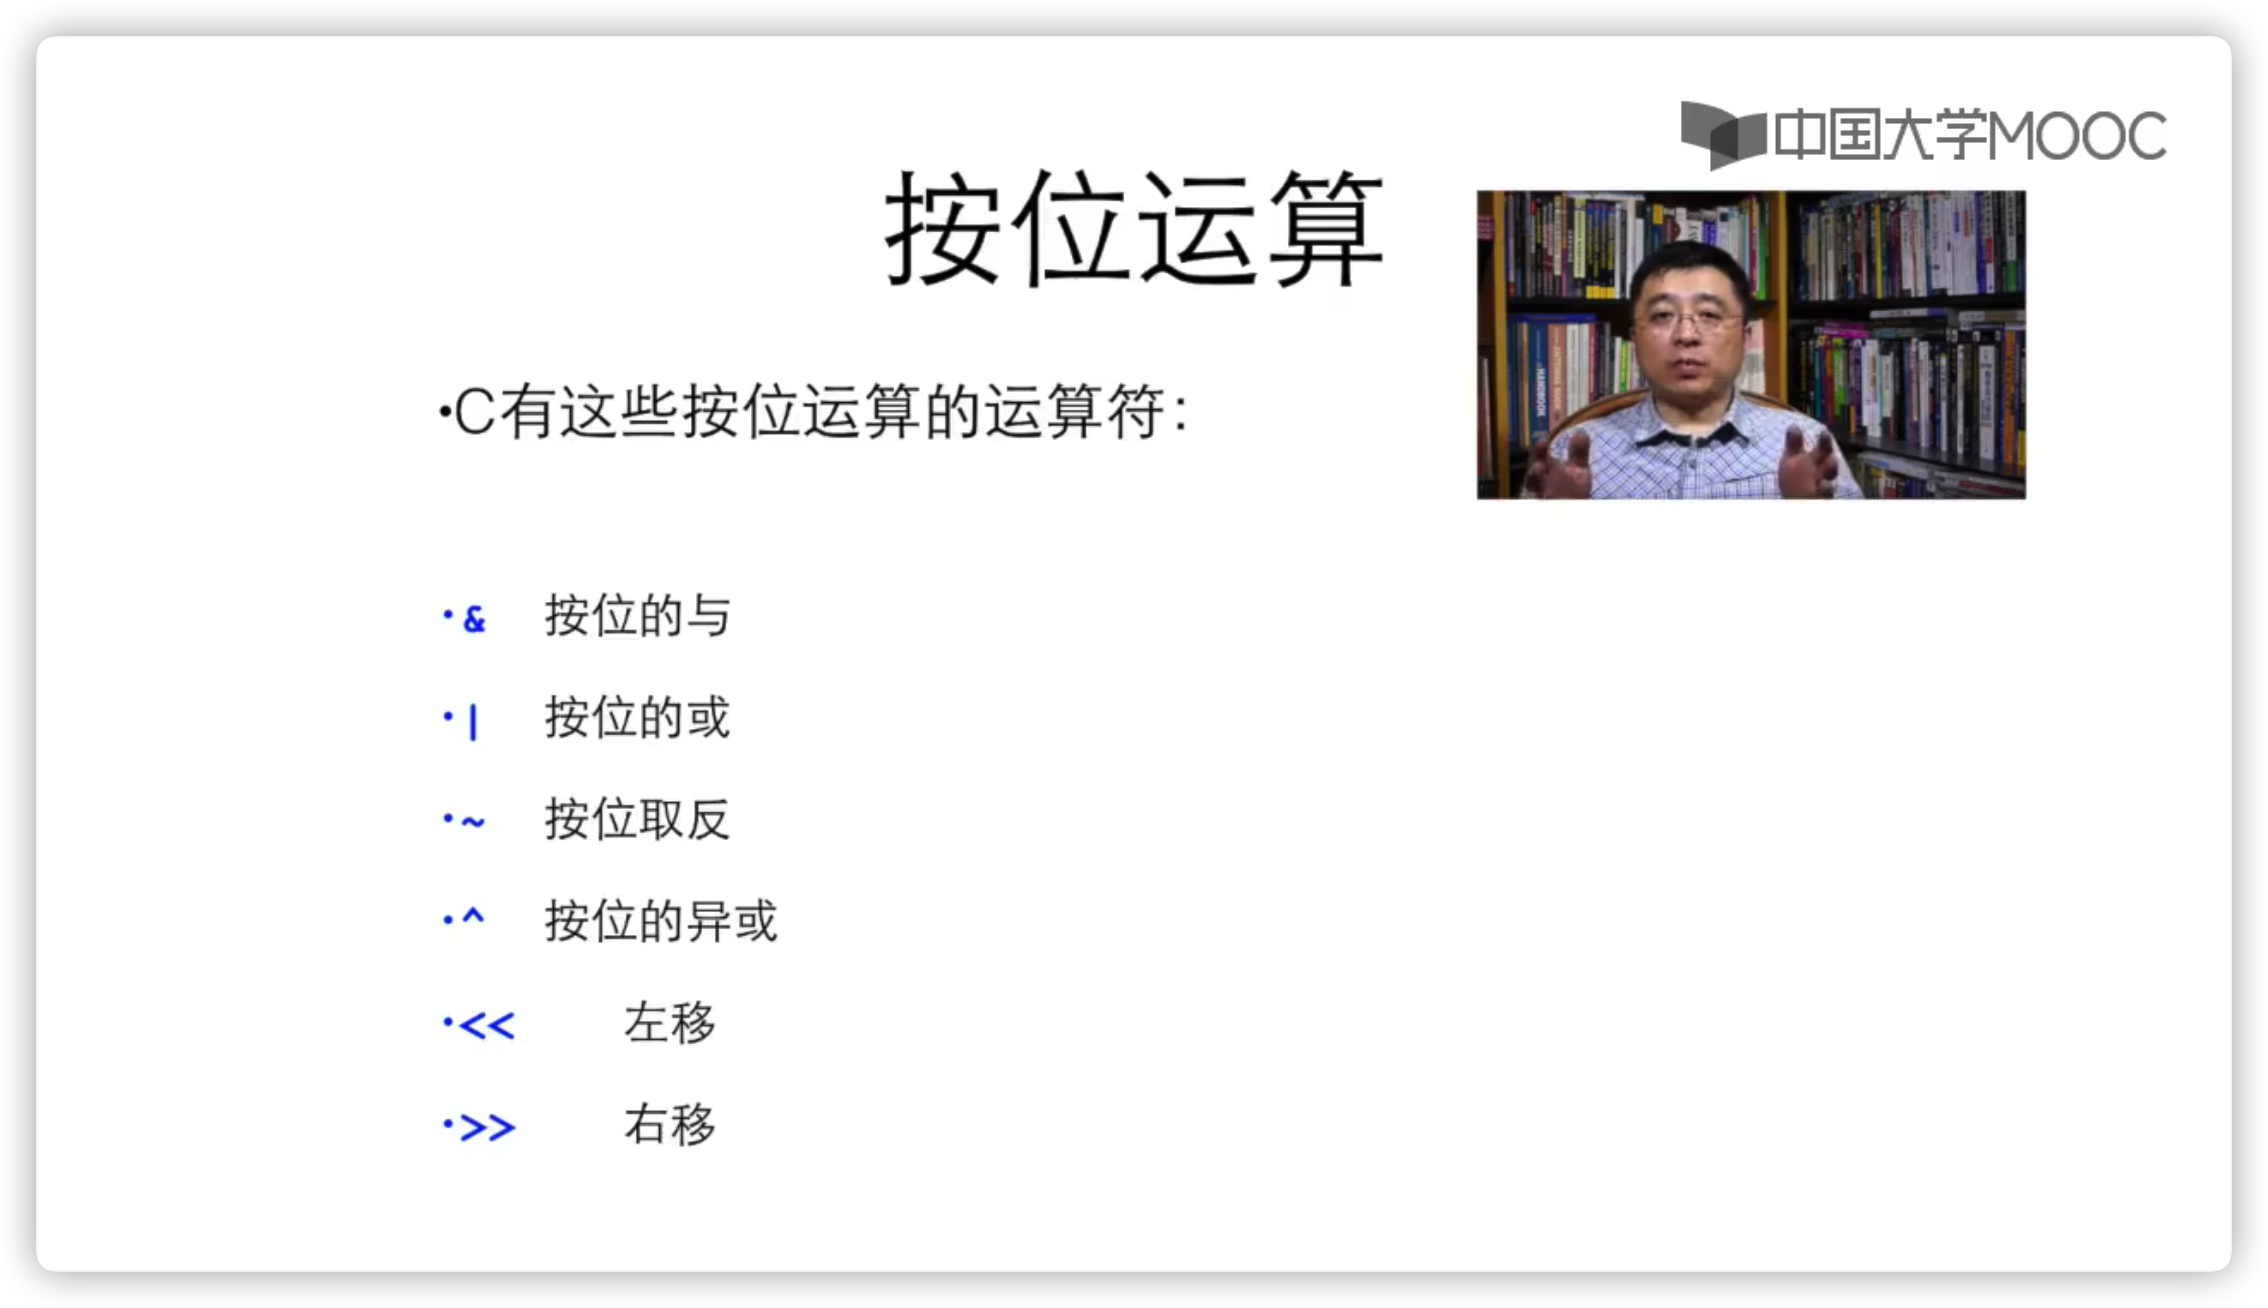 中国大学MOOC
按位运算
•C有这些按位运算的运算符：
HANDBOOK
•& 按位的与
•| 按位的或
•~ 按位取反
•^ 按位的异或
•<< 左移
•>> 右移